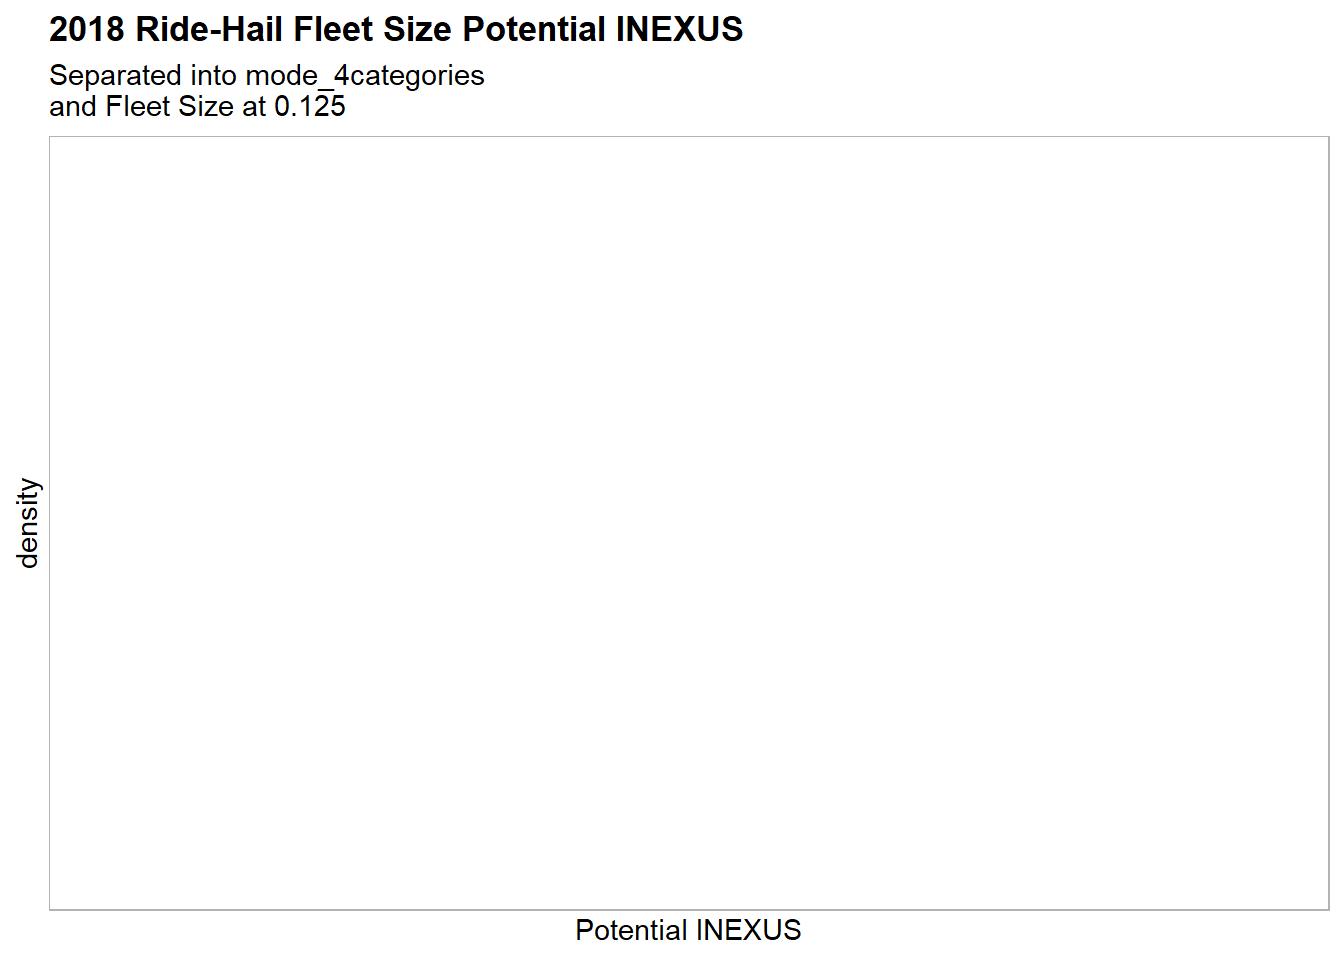 2018 Ride-Hail Fleet Size Potential INEXUS
Separated into mode_4categories
and Fleet Size at 0.125
density
Potential INEXUS